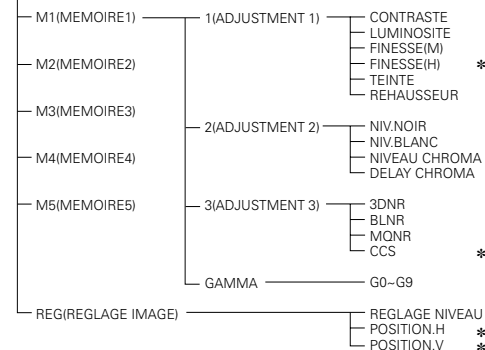 M1(MEMOIRE1)
1(ADJUSTMENT 1)
CONTRASTE
LUMINOSITE
FINESSE(M)
FINESSE(H) *
TEINTE
REHAUSSEUR
M2(MEMOIRE2)
M3(MEMOIRE3)
M4(MEMOIRE4)
M5(MEMOIRE5)
2(ADJUSTMENT 2)
NIV.NOIR
NIV.BLANC
NIVEAU CHROMA
DELAY CHROMA
3(ADJUSTMENT 3)
3DNR
BLNR
MQNR
CCS *
GAMMA
G0~G9
REG(REGLAGE IMAGE)
REGLAGE NIVEAU
POSITION.H *
POSITION.V *